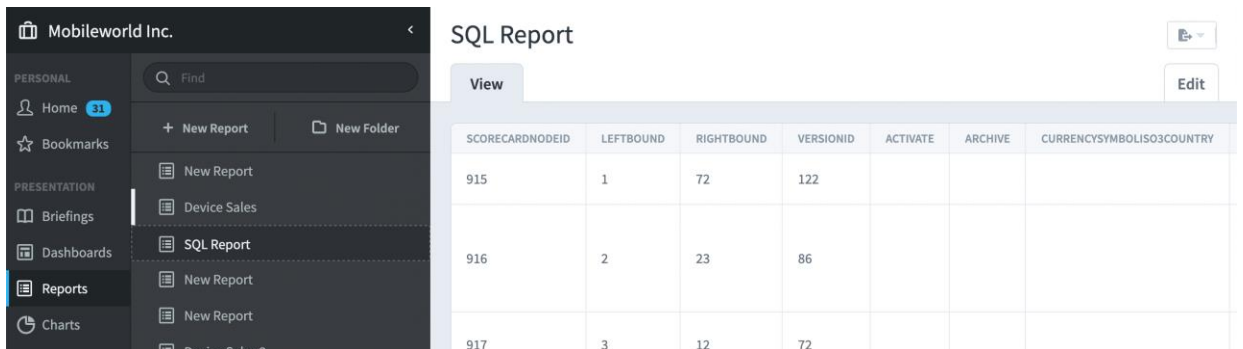 Mobileworld Inc.
PERSONAL
Home 31
Bookmarks
PRESENTATION
Briefings
Dashboards
Reports
Charts
Find
+ New Report
New Folder
New Report
Device Sales
SQL Report
New Report
New Report
SQL Report
View
Edit
SCORECARDNODEID LEFTBOUND RIGHTBOUND VERSIONID ACTIVATE ARCHIVE CURRENCYSYMBOLISO3COUNTRY
915 1 72 122
916 2 23 86
917 3 12 72